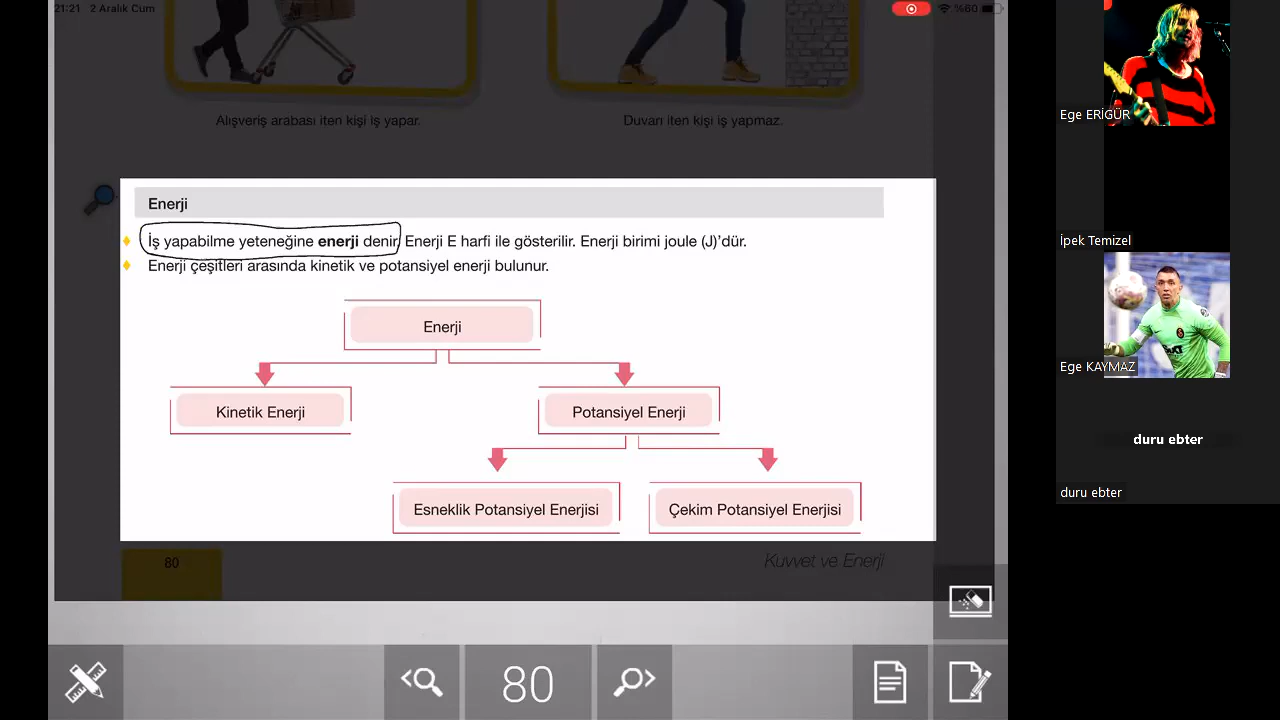 21:21 2 Aralık Cum
%60
Alışveriş arabası iten kişi iş yapar.
Duvarı iten kişi iş yapmaz.
Enerji
İş yapabilme yeteneğine enerji denir. Enerji E harfi ile gösterilir. Enerji birimi joule (J)'dür.
Enerji çeşitleri arasında kinetik ve potansiyel enerji bulunur.
Enerji
Kinetik Enerji
Potansiyel Enerji
Esneklik Potansiyel Enerjisi
Çekim Potansiyel Enerjisi
80
Kuvvet ve Enerji
80
Ege ERİGÜR
İpek Temizel
Ege KAYMAZ
duru ebter
duru ebter